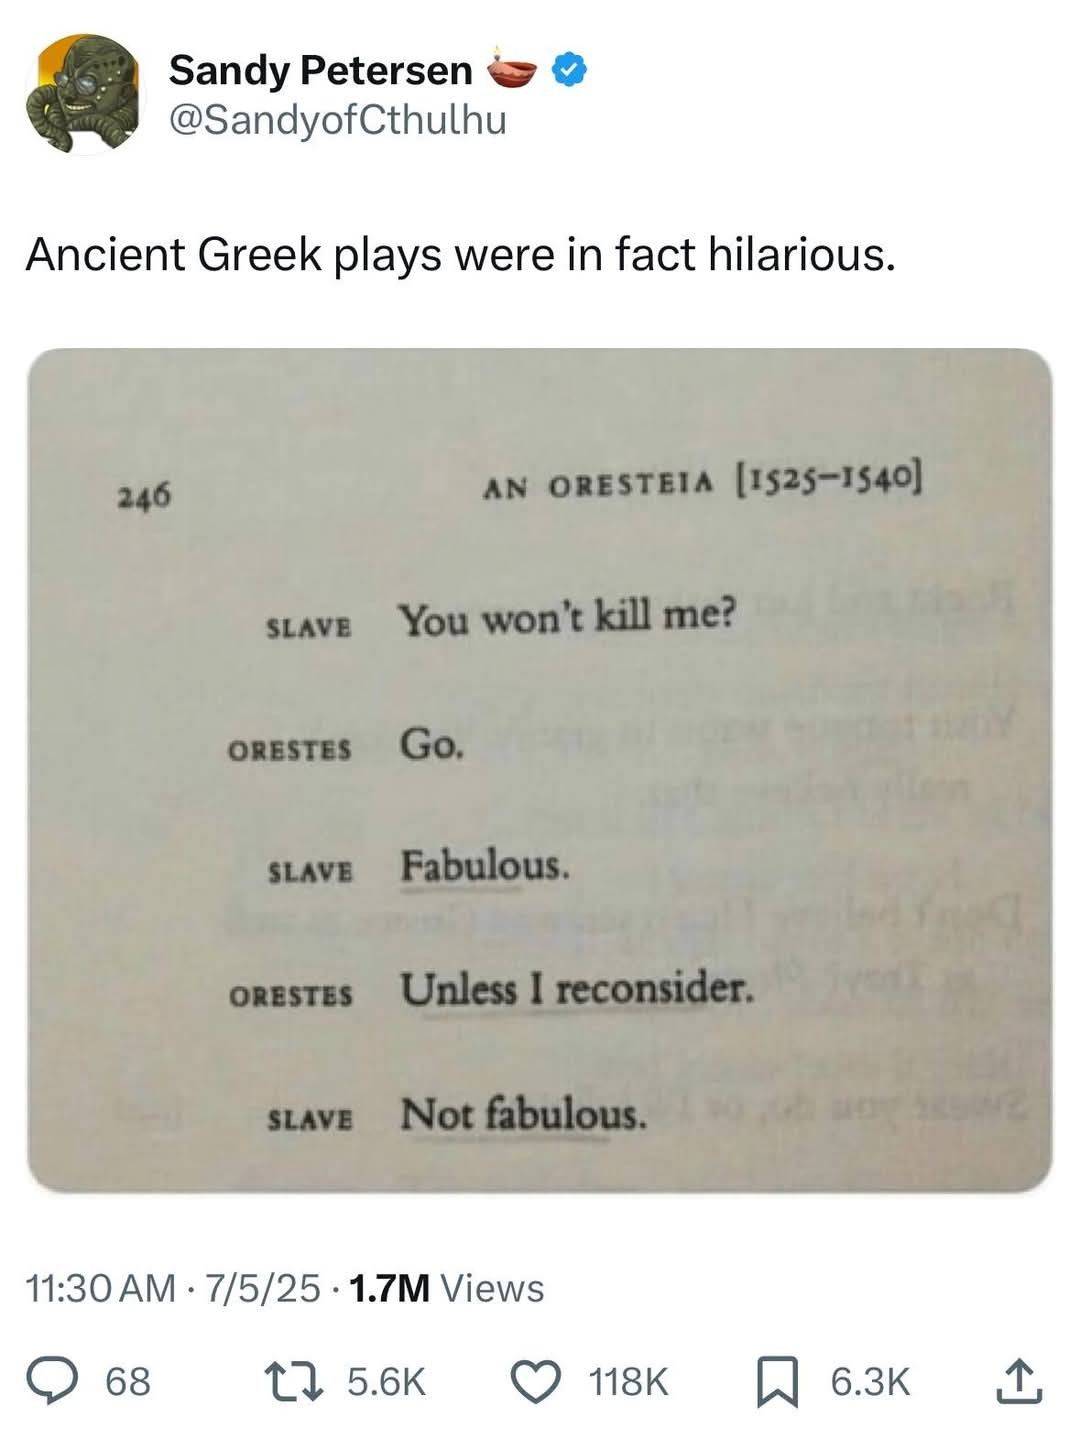 Sandy Petersen
@SandyofCthulhu
Ancient Greek plays were in fact hilarious.
246 AN ORESTEIA [1525–1540]
SLAVE You won't kill me?
ORESTES Go.
SLAVE Fabulous.
ORESTES Unless I reconsider.
SLAVE Not fabulous.
11:30 AM · 7/5/25 · 1.7M Views
68 5.6K 118K 6.3K